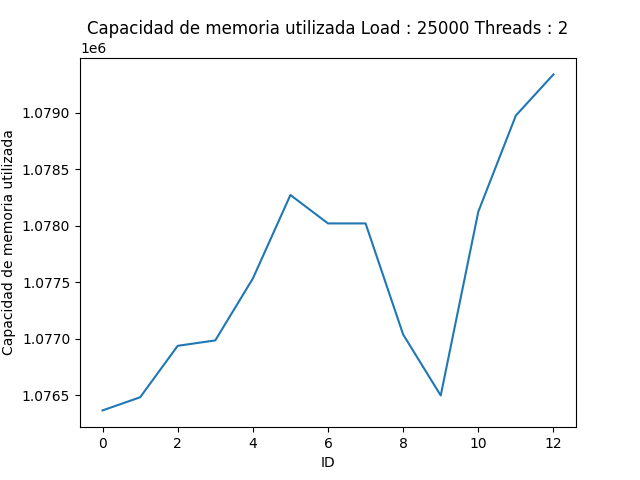 Capacidad de memoria utilizada Load : 25000 Threads : 2
1e6
1.0790
1.0785
1.0780
1.0775
1.0770
1.0765
Capacidad de memoria utilizada
0 2 4 6 8 10 12
ID